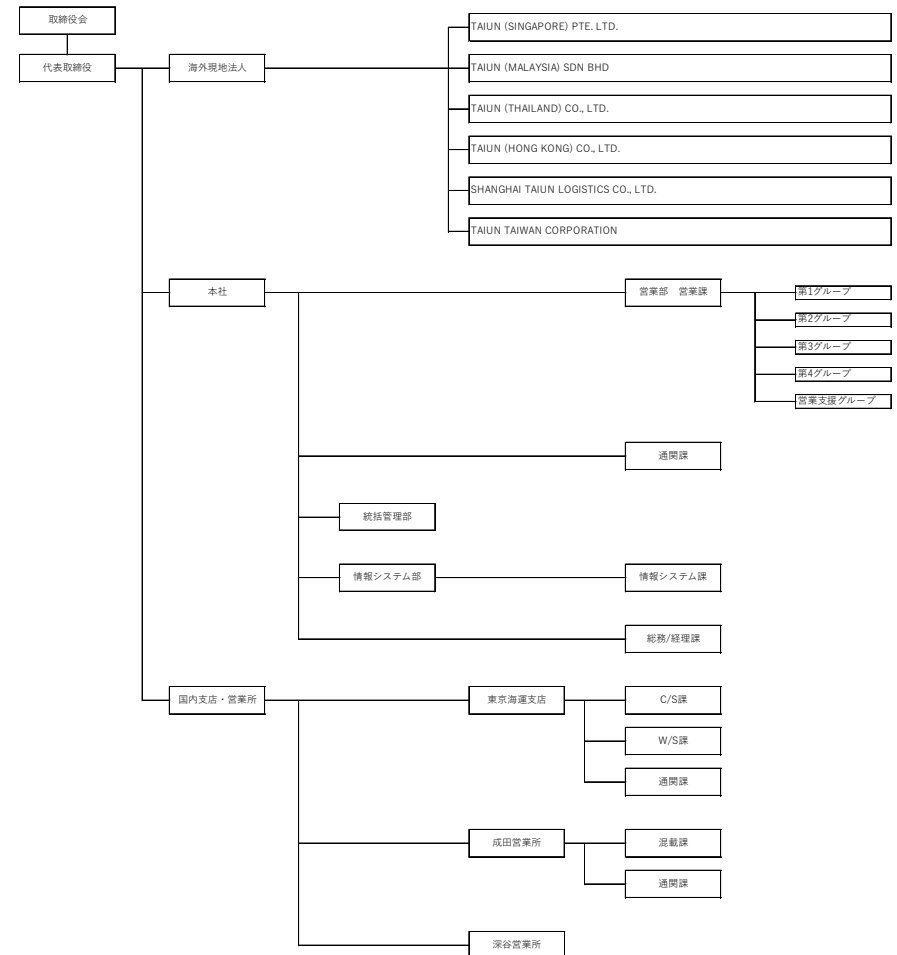 取締役会
代表取締役
海外現地法人
TAIUN (SINGAPORE) PTE. LTD.
TAIUN (MALAYSIA) SDN BHD
TAIUN (THAILAND) CO., LTD.
TAIUN (HONG KONG) CO., LTD.
SHANGHAI TAIUN LOGISTICS CO., LTD.
TAIUN TAIWAN CORPORATION
本社
営業部　営業課
第1グループ
第2グループ
第3グループ
第4グループ
営業支援グループ
通関課
統括管理部
情報システム部
情報システム課
総務/経理課
国内支店・営業所
東京海運支店
C/S課
W/S課
通関課
成田営業所
混載課
通関課
深谷営業所